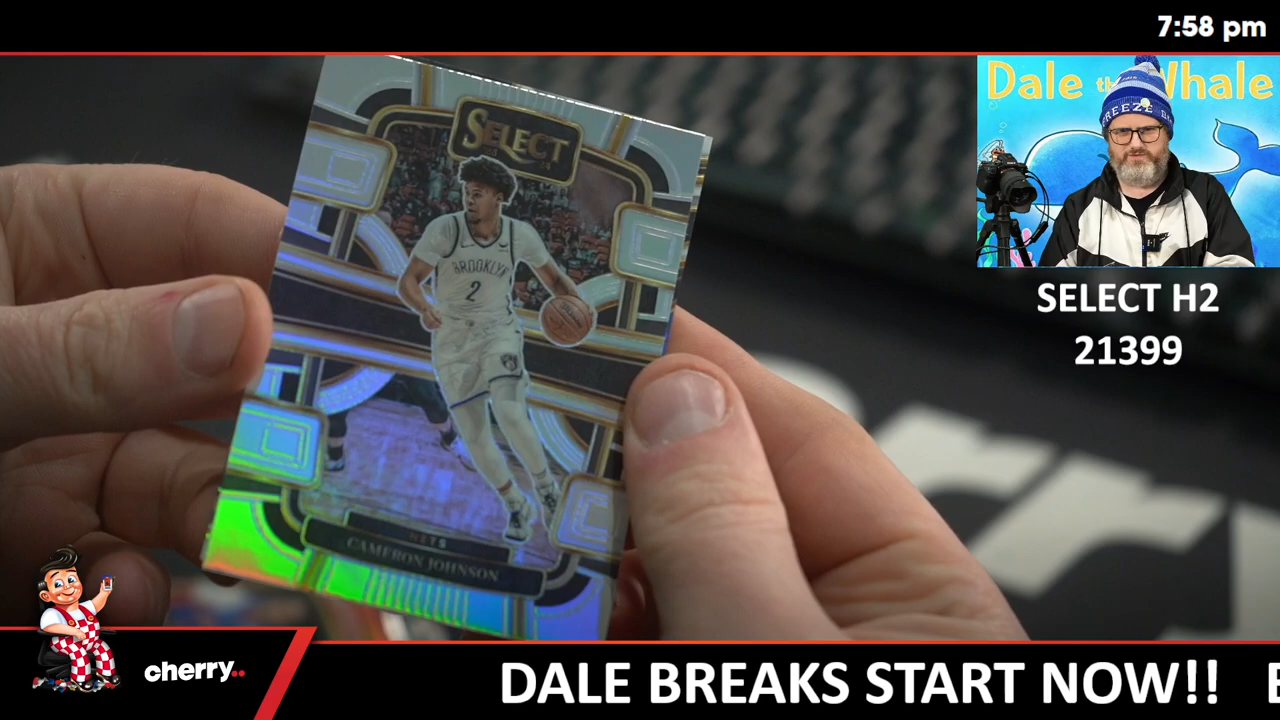 7:58 pm
Dale the Whale
FREEZE
SELECT
BROOKLYN
2
NETS
CAMERON JOHNSON
SELECT H2
21399
cherry..
DALE BREAKS START NOW!!